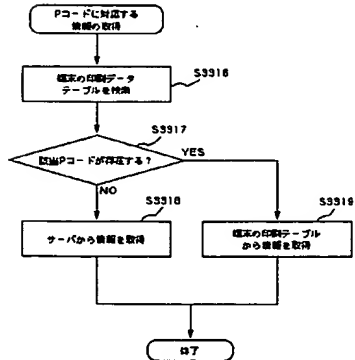 Pコードに対応する
情報の取得
S3316
端末の印刷データ
テーブルを検索
S3317
該当Pコードが存在する?
YES
NO
S3318
サーバから情報を取得
S3319
端末の印刷テーブル
から情報を取得
終了